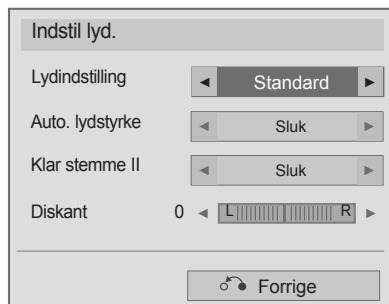 Indstil lyd.
Lydindstilling ◄ Standard ►
Auto. lydstyrke ◄ Sluk ►
Klar stemme II ◄ Sluk ►
Diskant 0 ◄ L R ►
Forrige